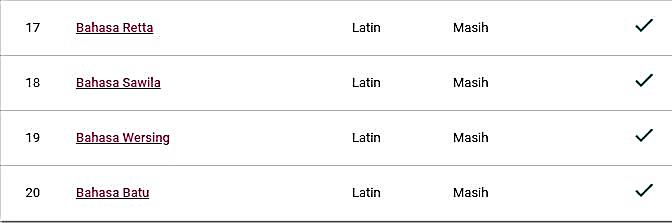 17 Bahasa Retta Latin Masih
18 Bahasa Sawila Latin Masih
19 Bahasa Wersing Latin Masih
20 Bahasa Batu Latin Masih